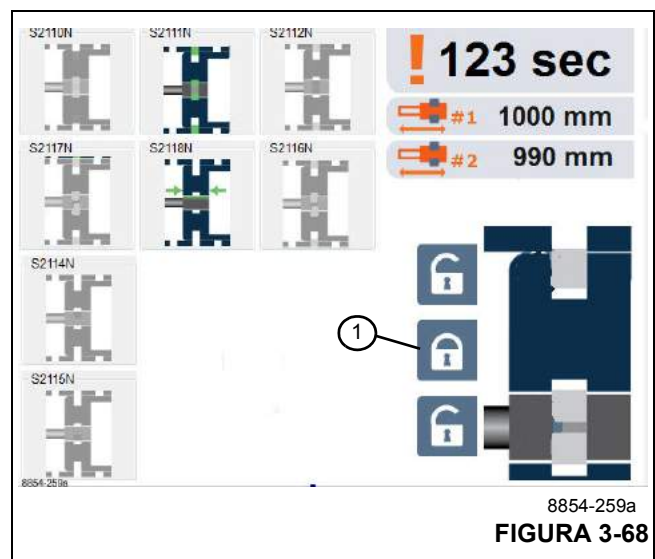 S2110N S2111N S2112N
! 123 sec
#1 1000 mm
S2117N S2118N S2116N
#2 990 mm
S2114N
1
S2115N
8854-259a
8854-259a
FIGURA 3-68